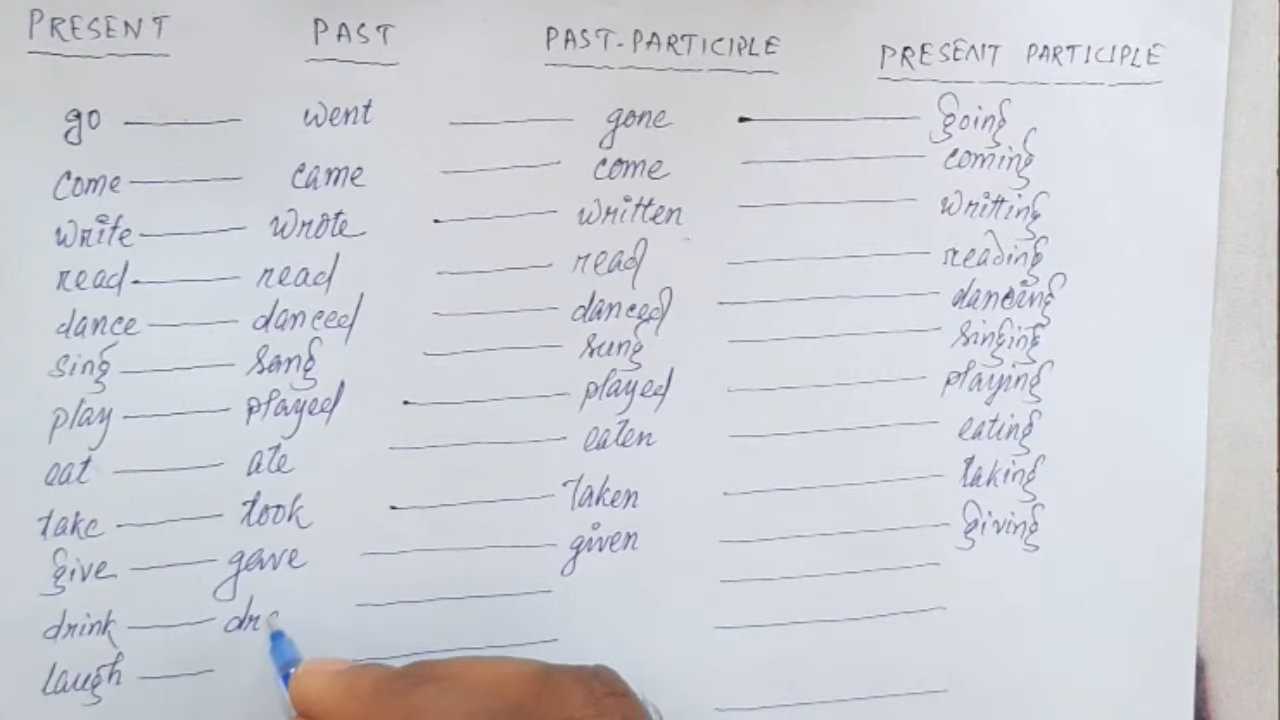 PRESENT PAST PAST-PARTICIPLE PRESENT PARTICIPLE
go went gone going
come came come coming
write wrote written writting
read read read reading
dance danced danced dancing
sing sang sung singing
play played played playing
eat ate eaten eating
take took taken taking
give gave given giving
drink dr
laugh